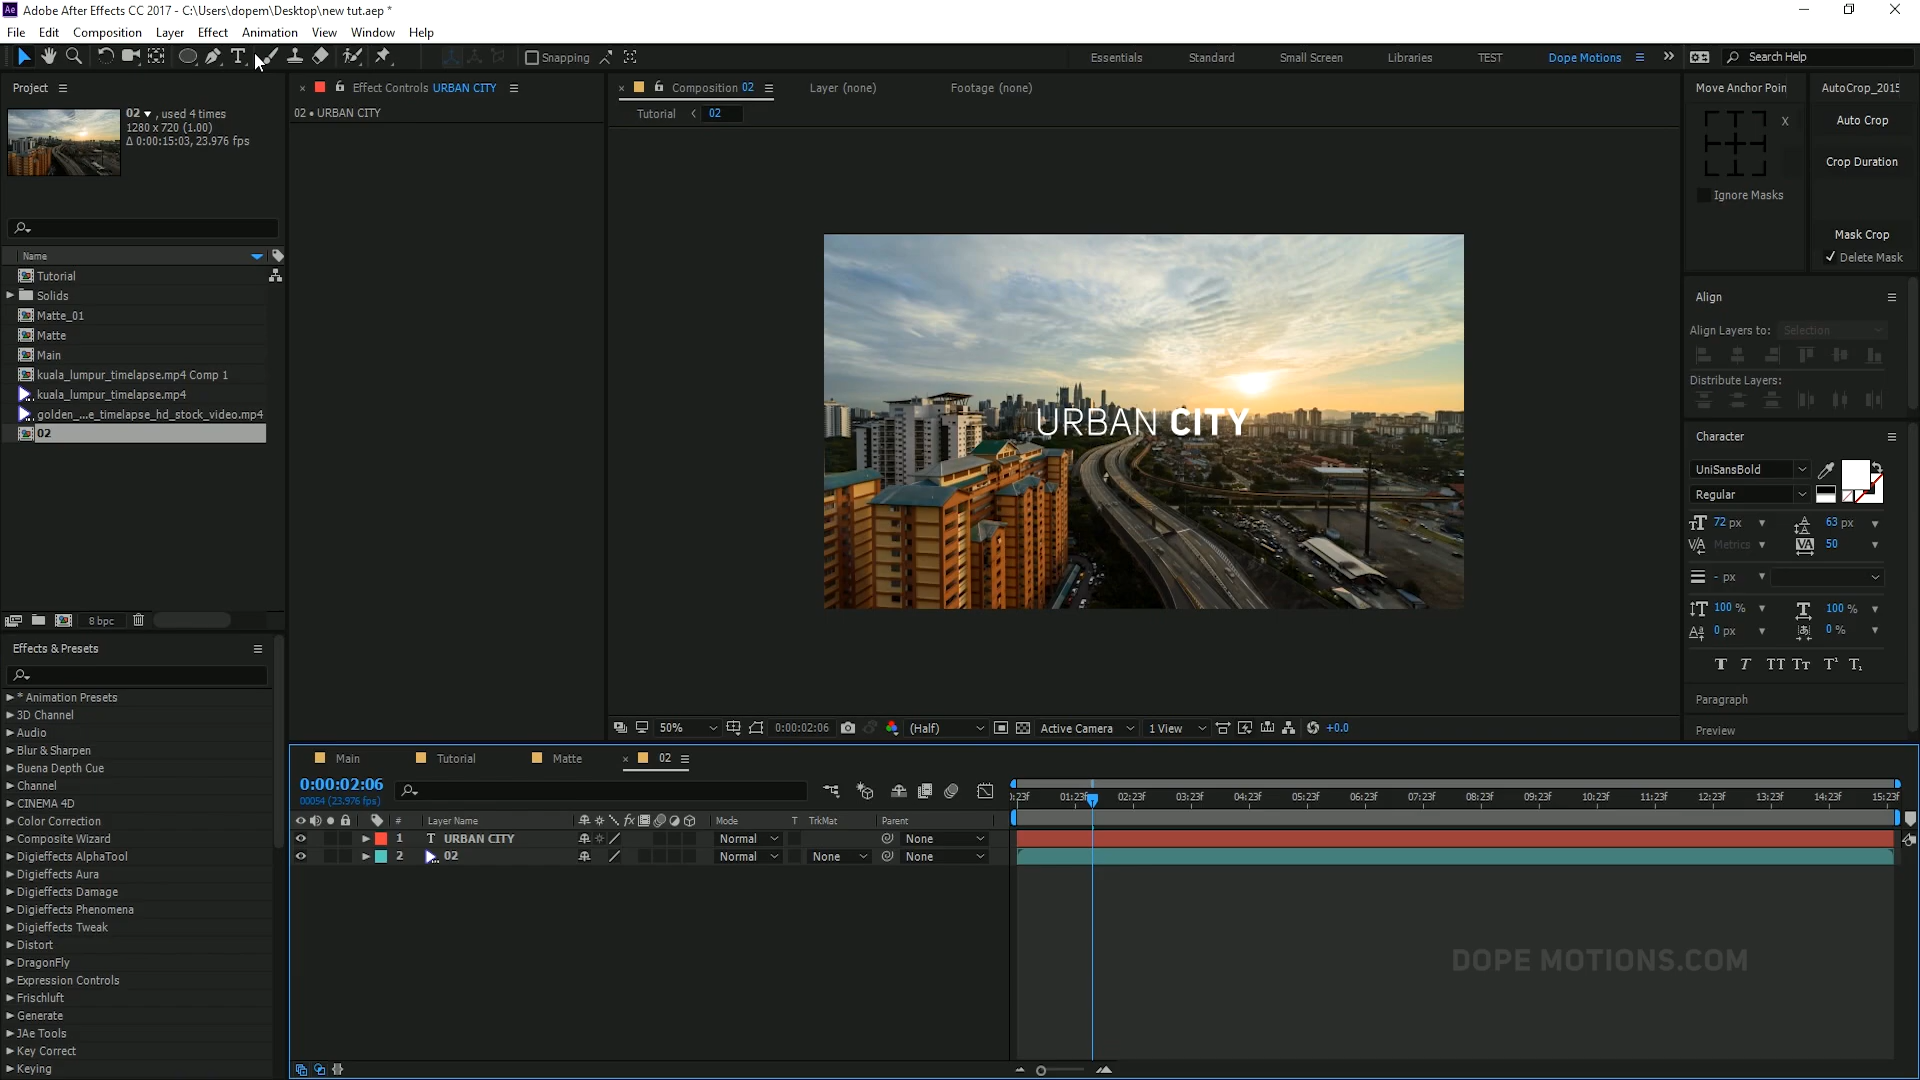 Adobe After Effects CC 2017 - C:\Users\dopem\Desktop\new tut.aep *
File Edit Composition Layer Effect Animation View Window Help
Snapping
Essentials Standard Small Screen Libraries TEST Dope Motions Search Help
Project
02 , used 4 times
1280 x 720 (1.00)
Δ 0:00:15:03, 23.976 fps
Name
Tutorial
Solids
Matte_01
Matte
Main
kuala_lumpur_timelapse.mp4 Comp 1
kuala_lumpur_timelapse.mp4
golden_...e_timelapse_hd_stock_video.mp4
02
8 bpc
Effects & Presets
* Animation Presets
3D Channel
Audio
Blur & Sharpen
Buena Depth Cue
Channel
CINEMA 4D
Color Correction
Composite Wizard
Digieffects AlphaTool
Digieffects Aura
Digieffects Damage
Digieffects Phenomena
Digieffects Tweak
Distort
DragonFly
Expression Controls
Frischluft
Generate
JAe Tools
Key Correct
Keying
Effect Controls URBAN CITY
02 • URBAN CITY
Composition 02 Layer (none) Footage (none)
Tutorial 02
URBAN CITY
50% 0:00:02:06 (Half) Active Camera 1 View +0.0
Move Anchor Poin
X
Ignore Masks
AutoCrop_2015
Auto Crop
Crop Duration
Mask Crop
Delete Mask
Align
Align Layers to: Selection
Distribute Layers:
Character
UniSansBold
Regular
72 px 63 px
Metrics 50
- px
100 % 100 %
0 px 0 %
Paragraph
Preview
Main Tutorial Matte 02
0:00:02:06
00054 (23.976 fps)
# Layer Name Mode T TrkMat Parent
1 T URBAN CITY Normal None
2 02 Normal None None
):23f 01:23f 02:23f 03:23f 04:23f 05:23f 06:23f 07:23f 08:23f 09:23f 10:23f 11:23f 12:23f 13:23f 14:23f 15:23f
DOPE MOTIONS.COM